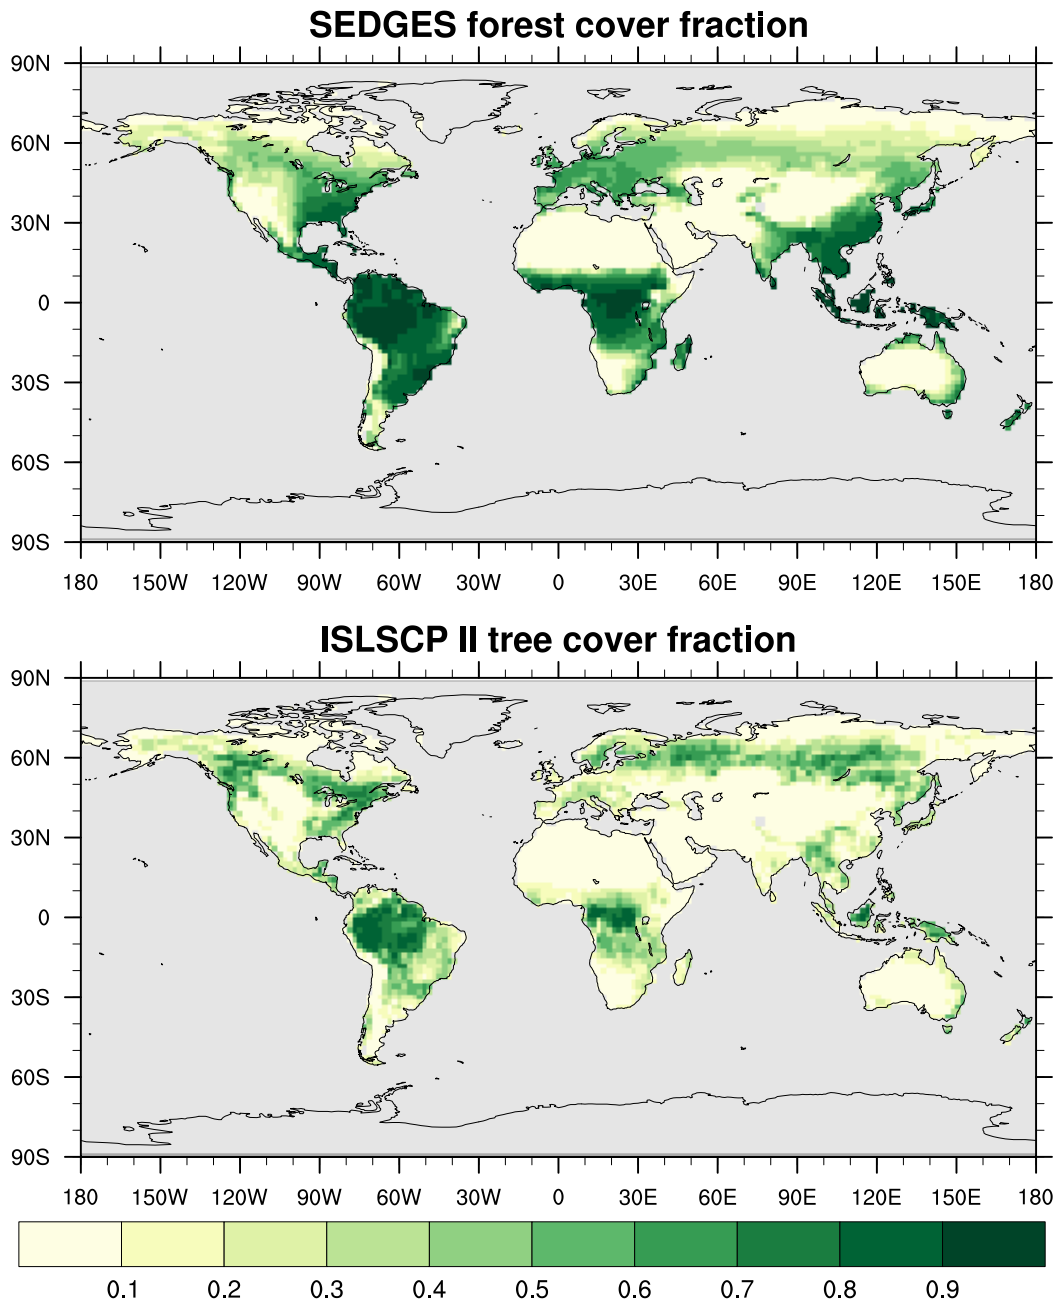 SEDGES forest cover fraction
90N
60N
30N
0
30S
60S
90S
180 150W 120W 90W 60W 30W 0 30E 60E 90E 120E 150E 180
ISLSCP II tree cover fraction
90N
60N
30N
0
30S
60S
90S
180 150W 120W 90W 60W 30W 0 30E 60E 90E 120E 150E 180
0.1 0.2 0.3 0.4 0.5 0.6 0.7 0.8 0.9